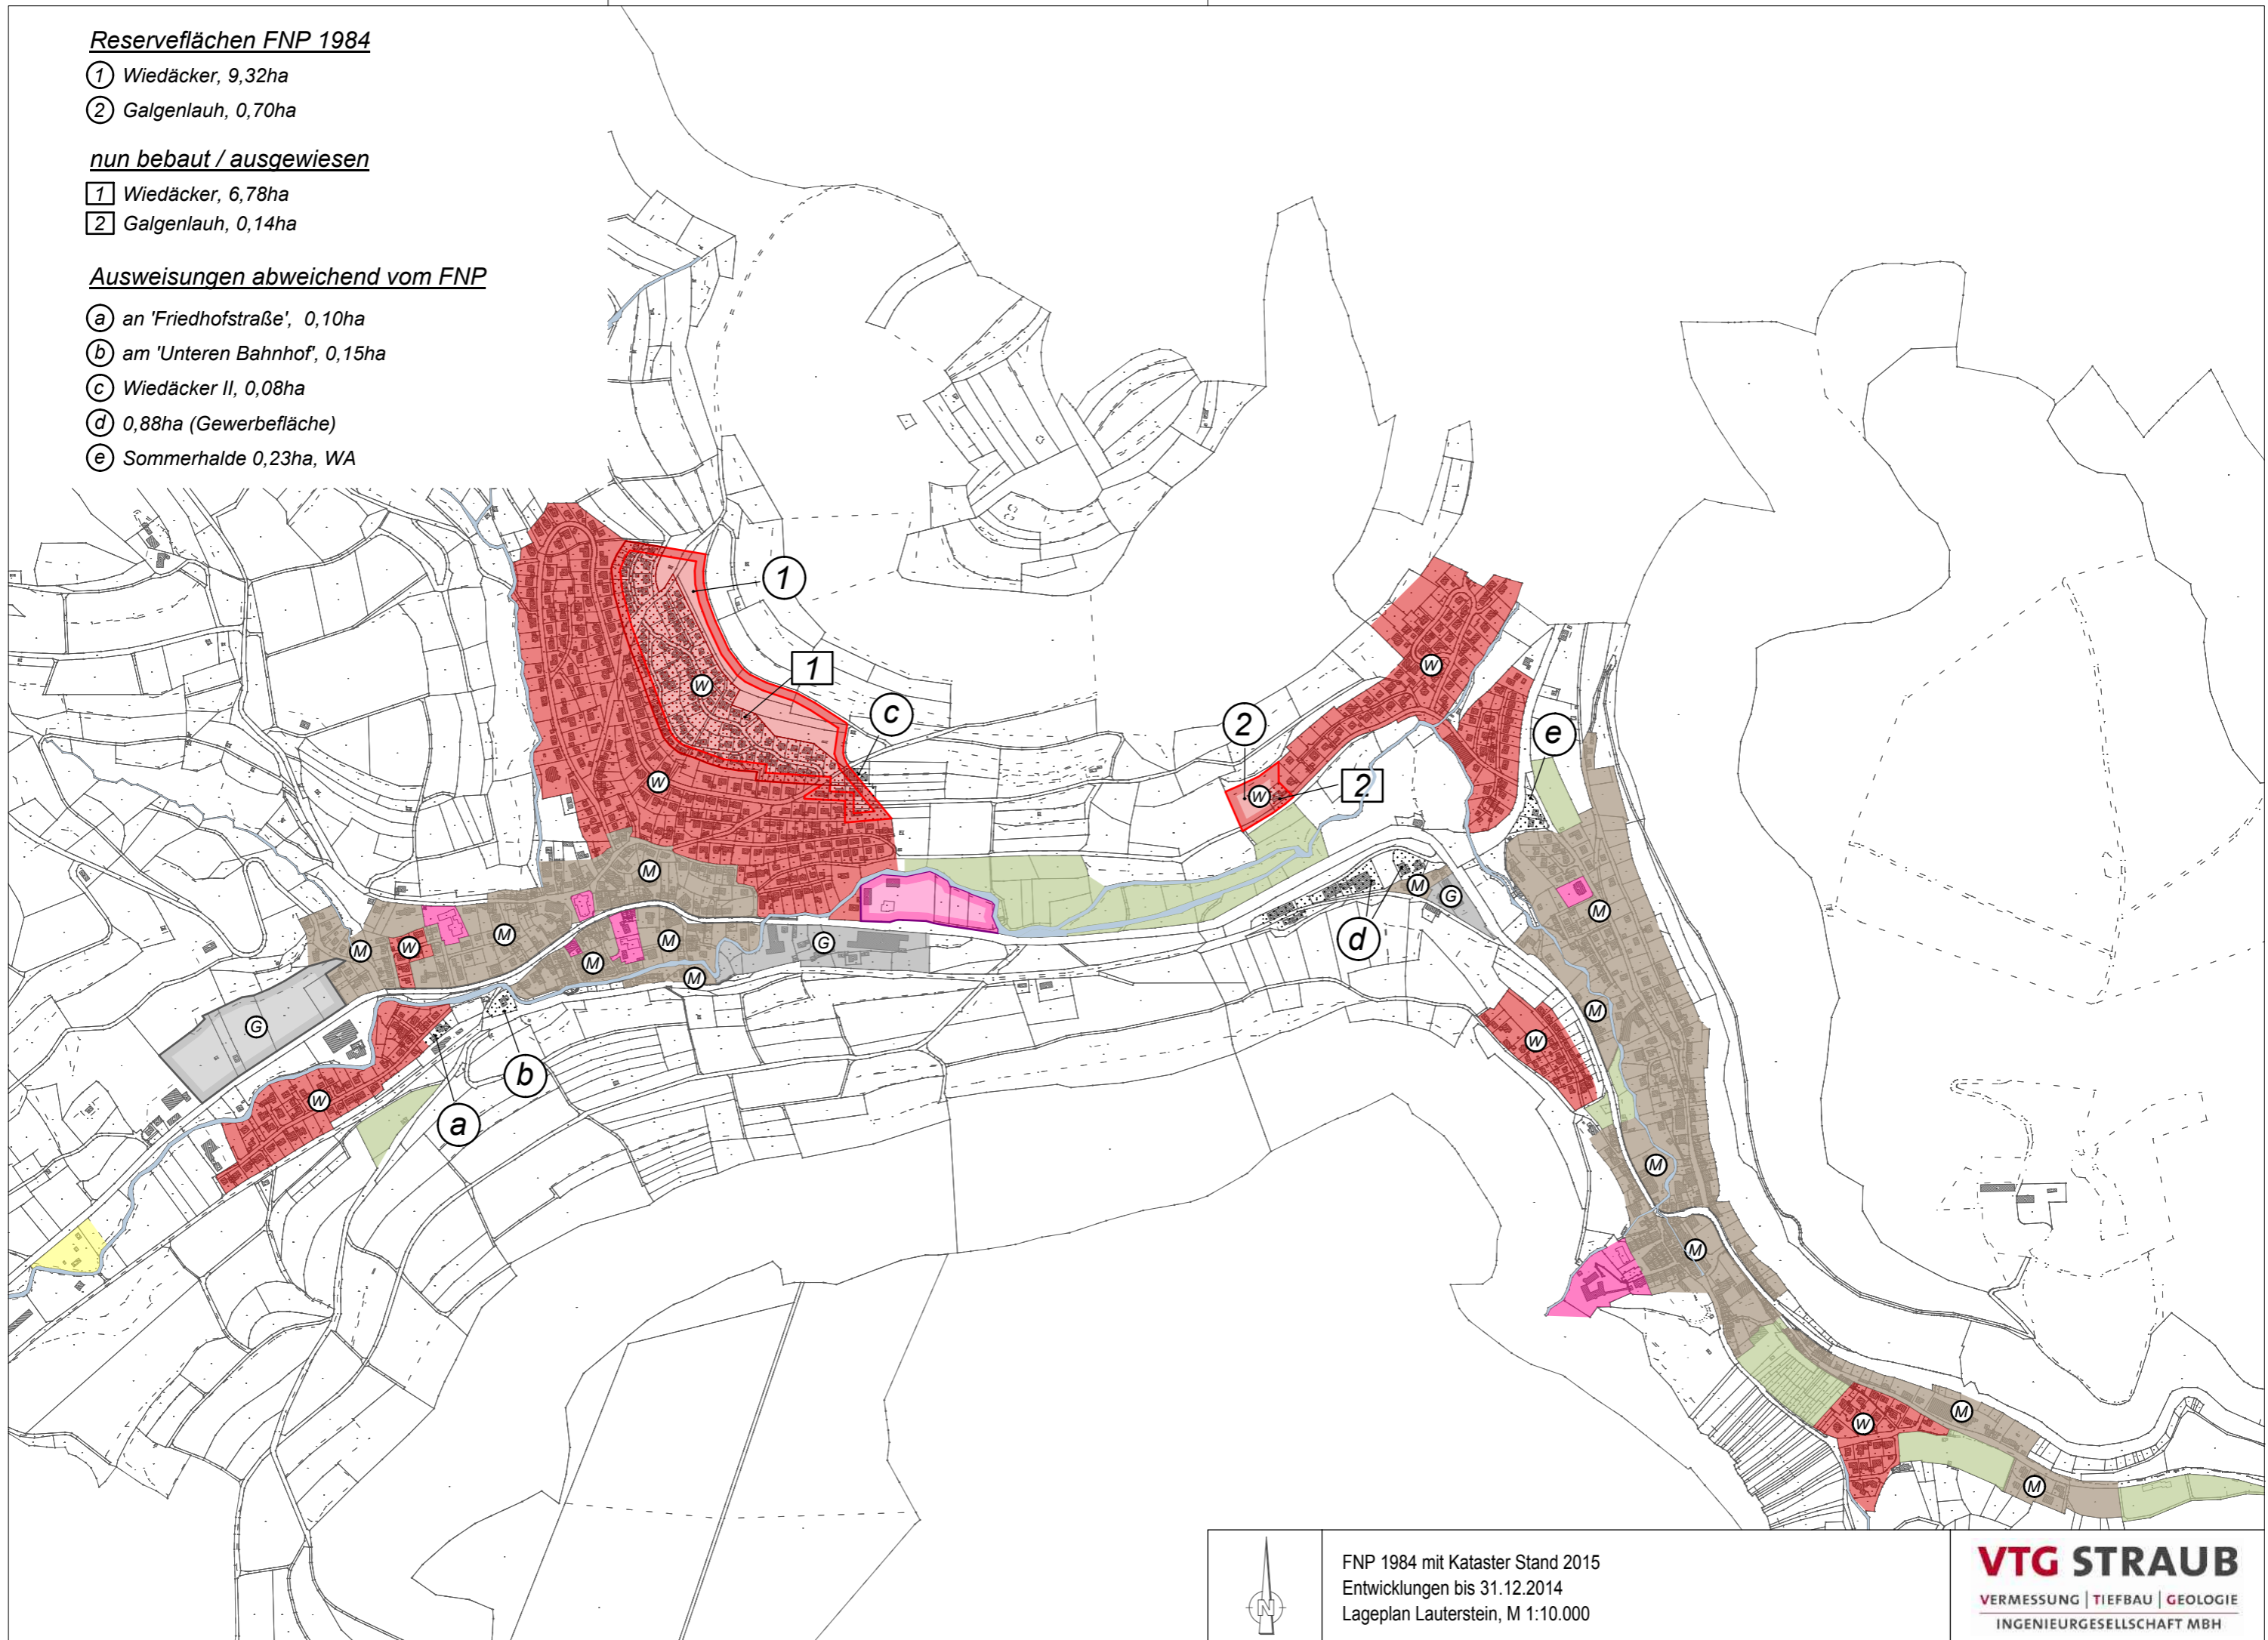 Reserveflächen FNP 1984
1 Wiedäcker, 9,32ha
2 Galgenlauh, 0,70ha
nun bebaut / ausgewiesen
1 Wiedäcker, 6,78ha
2 Galgenlauh, 0,14ha
Ausweisungen abweichend vom FNP
a an 'Friedhofstraße', 0,10ha
b am 'Unteren Bahnhof', 0,15ha
c Wiedäcker II, 0,08ha
d 0,88ha (Gewerbefläche)
e Sommerhalde 0,23ha, WA
1
W
1
W
c
W
2
e
W
2
W
M
M
G
M
M
W
M
M
M
M
G
d
M
G
M
G
W
a
b
W
M
M
M
W
M
M
FNP 1984 mit Kataster Stand 2015
Entwicklungen bis 31.12.2014
Lageplan Lauterstein, M 1:10.000
N
VTG STRAUB
VERMESSUNG | TIEFBAU | GEOLOGIE
INGENIEURGESELLSCHAFT MBH